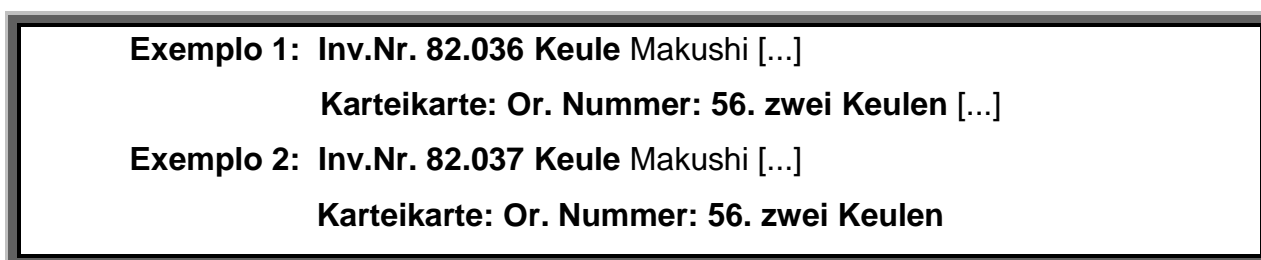 Exemplo 1: Inv.Nr. 82.036 Keule Makushi [...]
Karteikarte: Or. Nummer: 56. zwei Keulen [...]
Exemplo 2: Inv.Nr. 82.037 Keule Makushi [...]
Karteikarte: Or. Nummer: 56. zwei Keulen